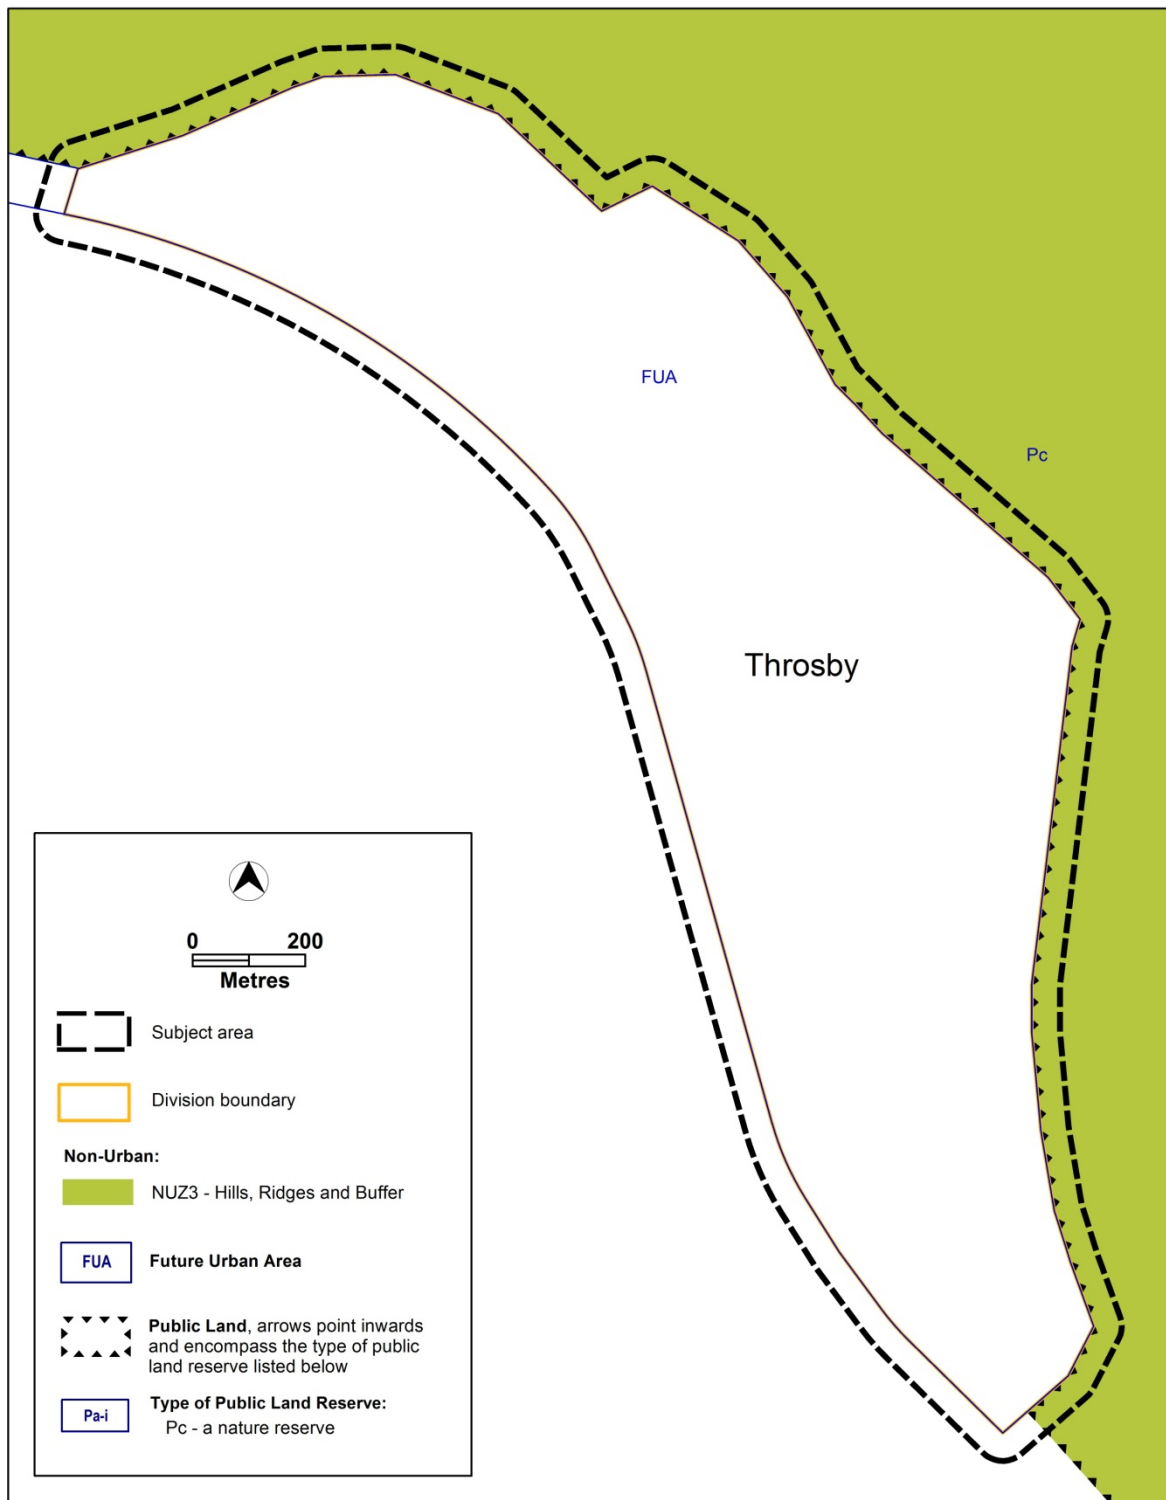 FUA
Pc
Throsby
0 200
Metres
Subject area
Division boundary
Non-Urban:
NUZ3 - Hills, Ridges and Buffer
FUA Future Urban Area
Public Land, arrows point inwards
and encompass the type of public
land reserve listed below
Pa-i Type of Public Land Reserve:
Pc - a nature reserve